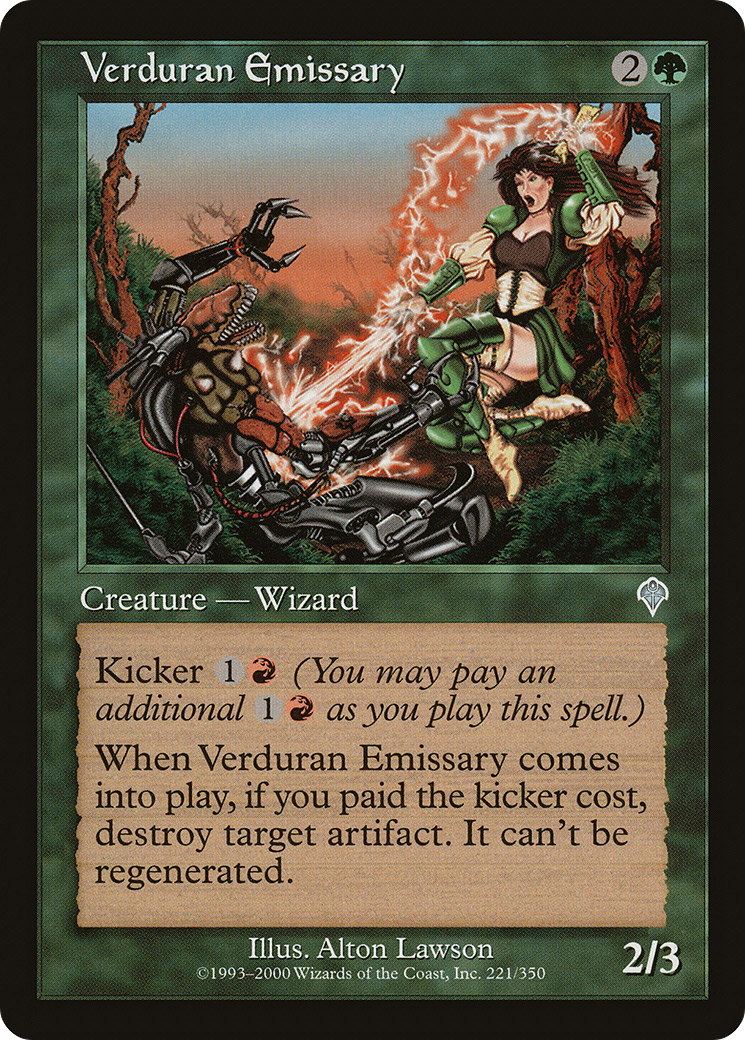 Verduran Emissary 2
Creature — Wizard
Kicker 1 (You may pay an
additional 1 as you play this spell.)
When Verduran Emissary comes
into play, if you paid the kicker cost,
destroy target artifact. It can't be
regenerated.
Illus. Alton Lawson
©1993–2000 Wizards of the Coast, Inc. 221/350
2/3